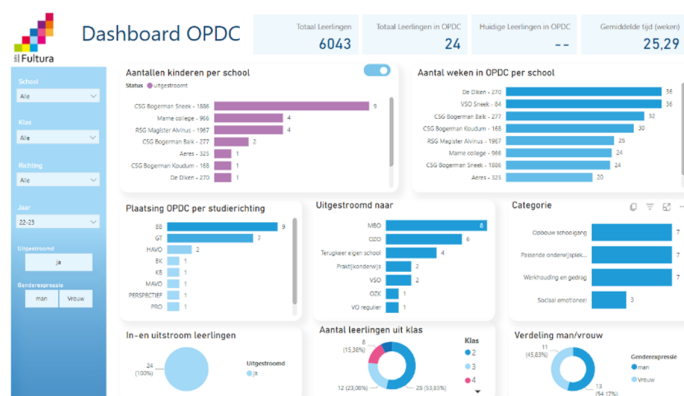 Fultura
Dashboard OPDC
Totaal Leerlingen
6043
Totaal Leerlingen in OPDC
24
Huidige Leerlingen in OPDC
--
Gemiddelde tijd (weken)
25,29
School
Alle
Klas
Alle
Richting
Alle
Jaar
22-23
Uitgestroomd
ja
Genderexpressie
man
Vrouw
Aantallen kinderen per school
Status uitgestroomd
CSG Bogerman Sneek - 1886 9
Marne college - 966 4
RSG Magister Alvinus - 1967 4
CSG Bogerman Balk - 277 2
Aeres - 325 1
CSG Bogerman Koudum - 168 1
De Diken - 270 1
Aantal weken in OPDC per school
De Diken - 270 38
VSO Sneek - 84 36
CSG Bogerman Balk - 277 32
CSG Bogerman Koudum - 168 30
RSG Magister Alvinus - 1967 25
Marne college - 966 24
CSG Bogerman Sneek - 1886 24
Aeres - 325 20
Plaatsing OPDC per studierichting
BB 9
GT 7
HAVO 2
BK 1
KB 1
MAVO 1
PERSPECTIEF 1
PRO 1
Uitgestroomd naar
MBO 8
OZO 6
Terugkeer eigen school 4
Praktijkonderwijs 2
VSO 2
OZK 1
VO regulier 1
Categorie
Opbouw schoolgang 7
Passende onderwijsplek... 7
Werkhouding en gedrag 7
Sociaal emotioneel 3
In-en uitstroom leerlingen
24
(100%)
Uitgestroomd
ja
Aantal leerlingen uit klas
8
(15,38%)
12 (23,08%)
28 (53,85%)
Klas
2
3
4
Verdeling man/vrouw
11
(45,83%)
13
(54,17%)
Genderexpressie
man
Vrouw